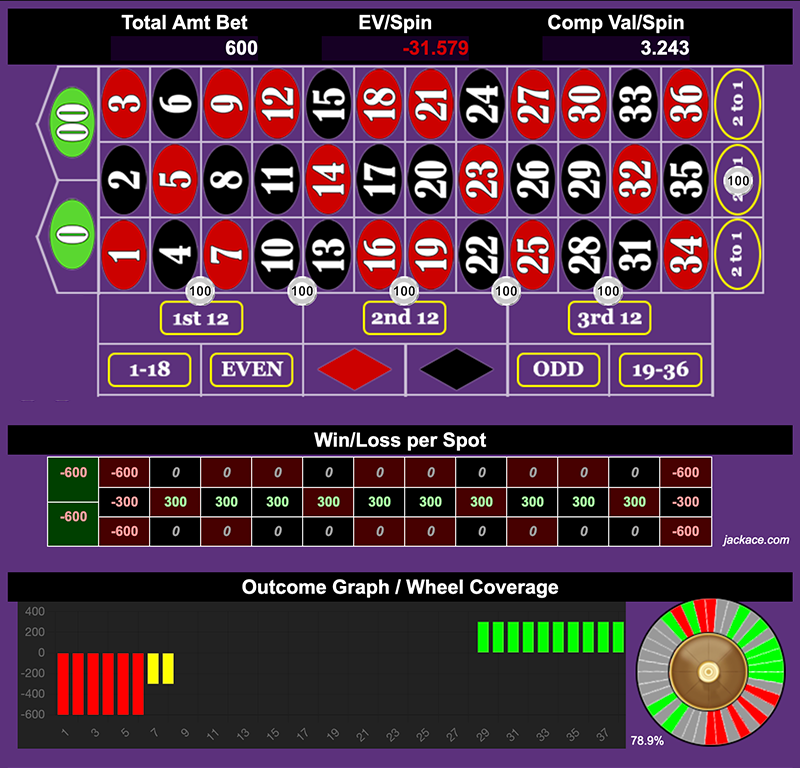 Total Amt Bet EV/Spin Comp Val/Spin
600 -31.579 3.243
00 3 6 9 12 15 18 21 24 27 30 33 36 2 to 1
2 5 8 11 14 17 20 23 26 29 32 35 100
0 1 4 7 10 13 16 19 22 25 28 31 34 2 to 1
100 100 100 100 100
1st 12 2nd 12 3rd 12
1-18 EVEN ODD 19-36
Win/Loss per Spot
-600 -600 0 0 0 0 0 0 0 0 0 0 -600
-300 300 300 300 300 300 300 300 300 300 300 -300
-600 -600 0 0 0 0 0 0 0 0 0 0 -600
jackace.com
Outcome Graph / Wheel Coverage
400
200
0
-200
-400
-600
1 3 5 7 9 11 13 15 17 19 21 23 25 27 29 31 33 35 37
78.9%